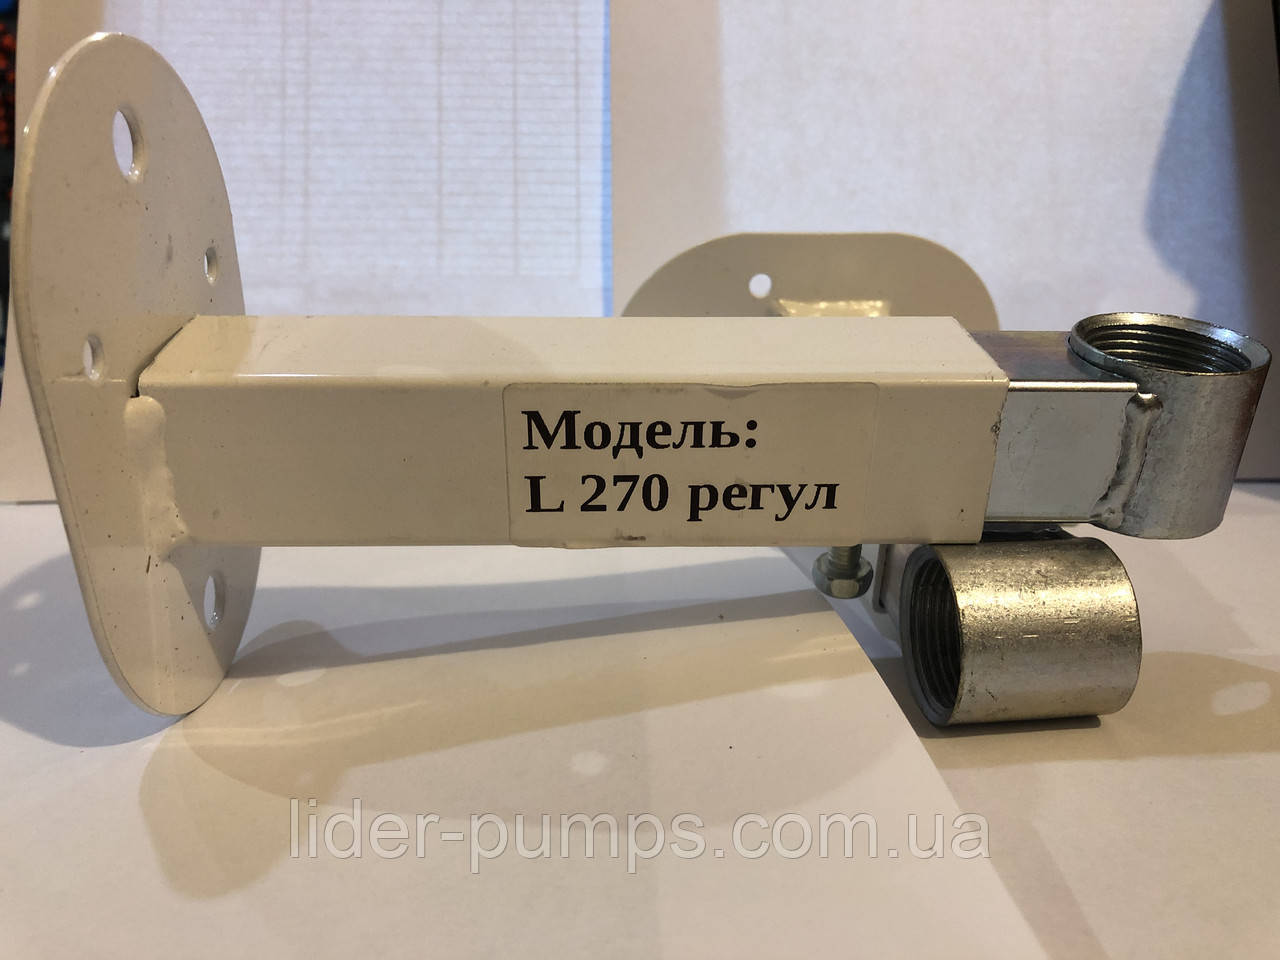 Модель:
L 270 регул
lider-pumps.com.ua